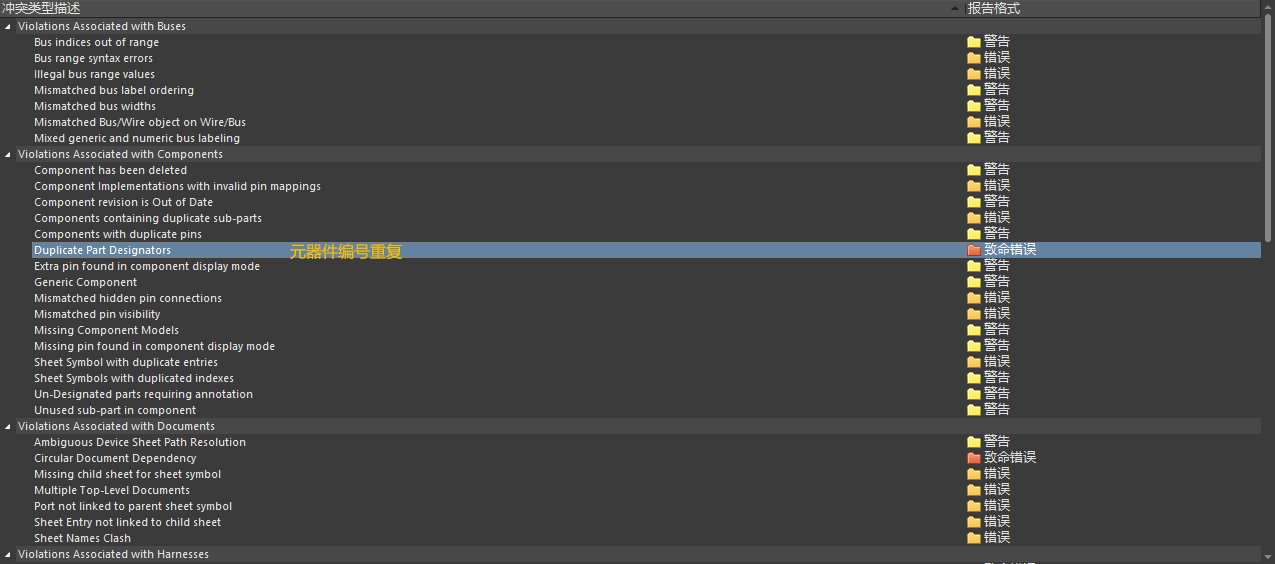 冲突类型描述 报告格式
Violations Associated with Buses
Bus indices out of range 警告
Bus range syntax errors 错误
Illegal bus range values 错误
Mismatched bus label ordering 警告
Mismatched bus widths 警告
Mismatched Bus/Wire object on Wire/Bus 错误
Mixed generic and numeric bus labeling 警告
Violations Associated with Components
Component has been deleted 警告
Component Implementations with invalid pin mappings 错误
Component revision is Out of Date 警告
Components containing duplicate sub-parts 错误
Components with duplicate pins 警告
Duplicate Part Designators 元器件编号重复 致命错误
Extra pin found in component display mode 警告
Generic Component 警告
Mismatched hidden pin connections 错误
Mismatched pin visibility 错误
Missing Component Models 警告
Missing pin found in component display mode 警告
Sheet Symbol with duplicate entries 错误
Sheet Symbols with duplicated indexes 警告
Un-Designated parts requiring annotation 警告
Unused sub-part in component 警告
Violations Associated with Documents
Ambiguous Device Sheet Path Resolution 警告
Circular Document Dependency 致命错误
Missing child sheet for sheet symbol 错误
Multiple Top-Level Documents 错误
Port not linked to parent sheet symbol 错误
Sheet Entry not linked to child sheet 错误
Sheet Names Clash 错误
Violations Associated with Harnesses